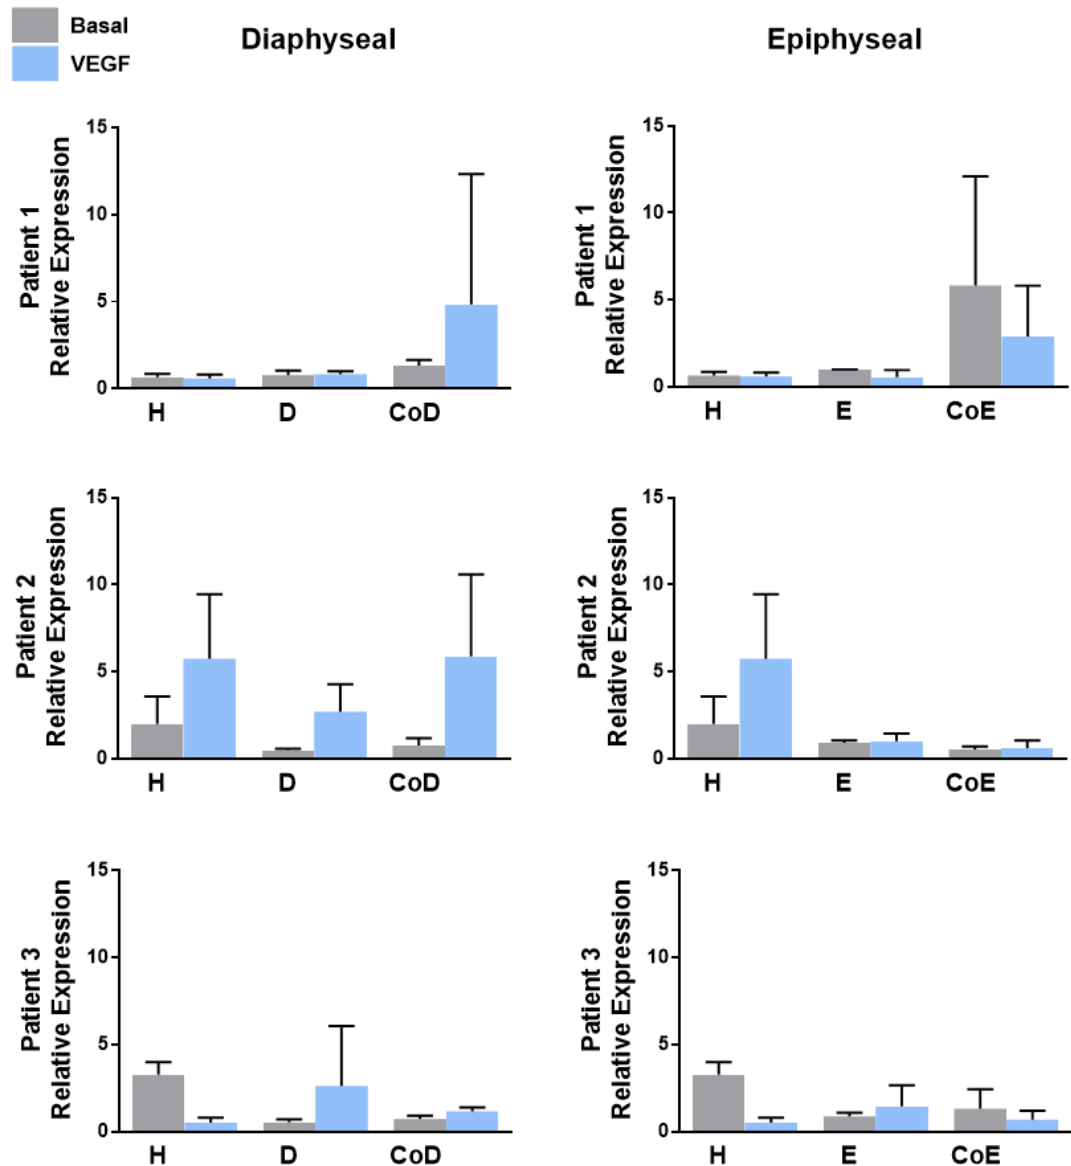 Basal
VEGF
Diaphyseal
Epiphyseal
Patient 1
Relative Expression
15
10
5
0
H
D
CoD
Patient 1
Relative Expression
15
10
5
0
H
E
CoE
Patient 2
Relative Expression
15
10
5
0
H
D
CoD
Patient 2
Relative Expression
15
10
5
0
H
E
CoE
Patient 3
Relative Expression
15
10
5
0
H
D
CoD
Patient 3
Relative Expression
15
10
5
0
H
E
CoE